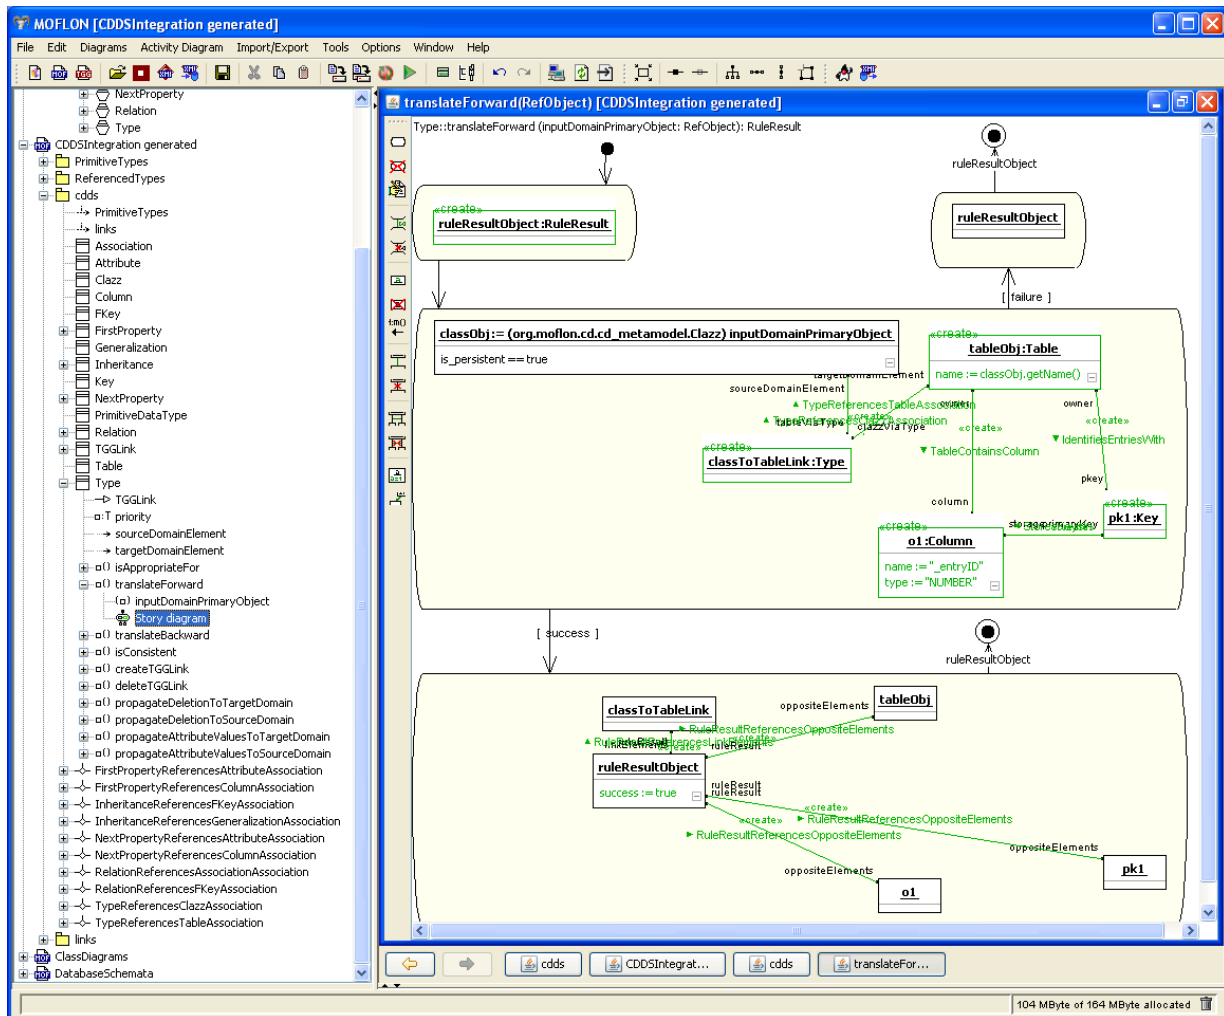 MOFLON [CDDSIntegration generated]
File Edit Diagrams Activity Diagram Import/Export Tools Options Window Help
NextProperty
Relation
Type
CDDSIntegration generated
PrimitiveTypes
ReferencedTypes
cdds
PrimitiveTypes
links
Association
Attribute
Clazz
Column
FKey
FirstProperty
Generalization
Inheritance
Key
NextProperty
PrimitiveDataType
Relation
TGGLink
Table
Type
TGGLink
priority
sourceDomainElement
targetDomainElement
isAppropriateFor
translateForward
inputDomainPrimaryObject
Story diagram
translateBackward
isConsistent
createTGGLink
deleteTGGLink
propagateDeletionToTargetDomain
propagateDeletionToSourceDomain
propagateAttributeValuesToTargetDomain
propagateAttributeValuesToSourceDomain
FirstPropertyReferencesAttributeAssociation
FirstPropertyReferencesColumnAssociation
InheritanceReferencesFKeyAssociation
InheritanceReferencesGeneralizationAssociation
NextPropertyReferencesAttributeAssociation
NextPropertyReferencesColumnAssociation
RelationReferencesAssociationAssociation
RelationReferencesFKeyAssociation
TypeReferencesClazzAssociation
TypeReferencesTableAssociation
links
ClassDiagrams
DatabaseSchemata
translateForward(RefObject) [CDDSIntegration generated]
Type::translateForward (inputDomainPrimaryObject: RefObject): RuleResult
ruleResultObject
«create»
ruleResultObject:RuleResult
ruleResultObject
[ failure ]
classObj:= (org.moflon.cd.cd_metamodel.Clazz) inputDomainPrimaryObject
is_persistent == true
«create»
tableObj:Table
name := classObj.getName()
targetDomainElement
sourceDomainElement
TypeReferencesTableAssociation
TypeReferencesClazzAssociation
«create»
tableViaType
clazzViaType
owner
owner
«create»
«create»
IdentifiesEntriesWith
TableContainsColumn
«create»
classToTableLink:Type
pkey
column
«create»
pk1:Key
«create»
o1:Column
name := "_entryID"
type := "NUMBER"
[ success ]
ruleResultObject
classToTableLink
oppositeElements
tableObj
RuleResultReferencesOppositeElements
«create»
ruleResult
ruleResultObject
success := true
ruleResult
ruleResult
«create»
«create»
RuleResultReferencesOppositeElements
RuleResultReferencesOppositeElements
oppositeElements
pk1
oppositeElements
o1
cdds
CDDSIntegrat...
cdds
translateFor...
104 MByte of 164 MByte allocated